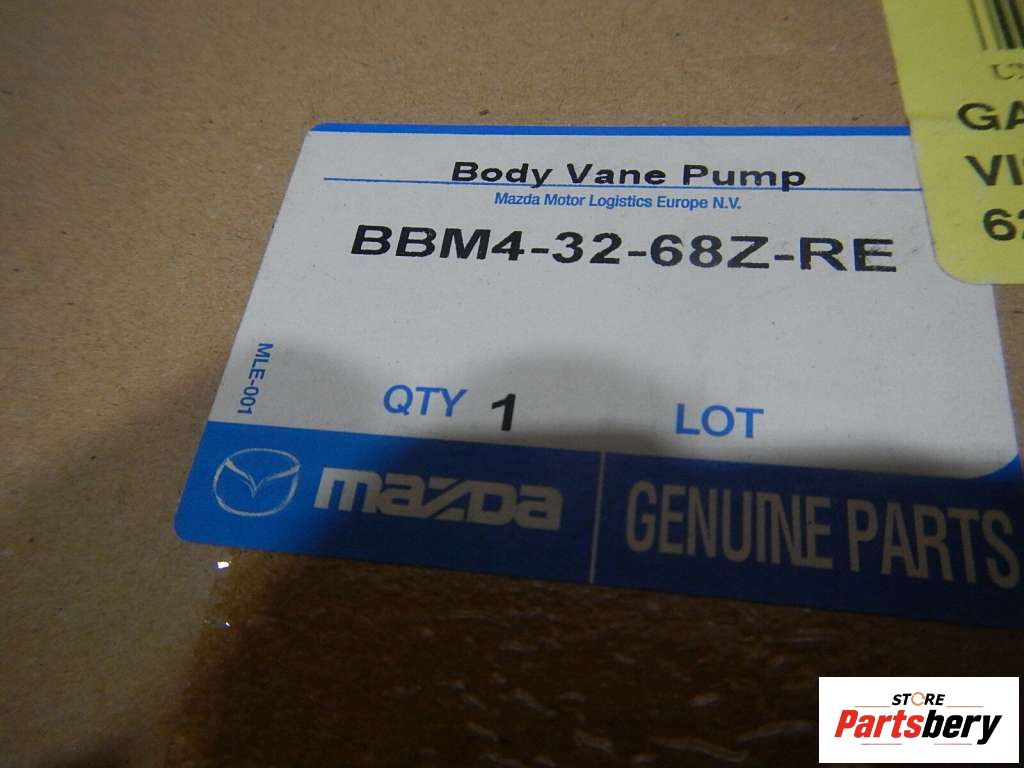 Body Vane Pump
Mazda Motor Logistics Europe N.V.
BBM4-32-68Z-RE
MLE-001
QTY 1 LOT
mazda GENUINE PARTS
STORE
Partsbery